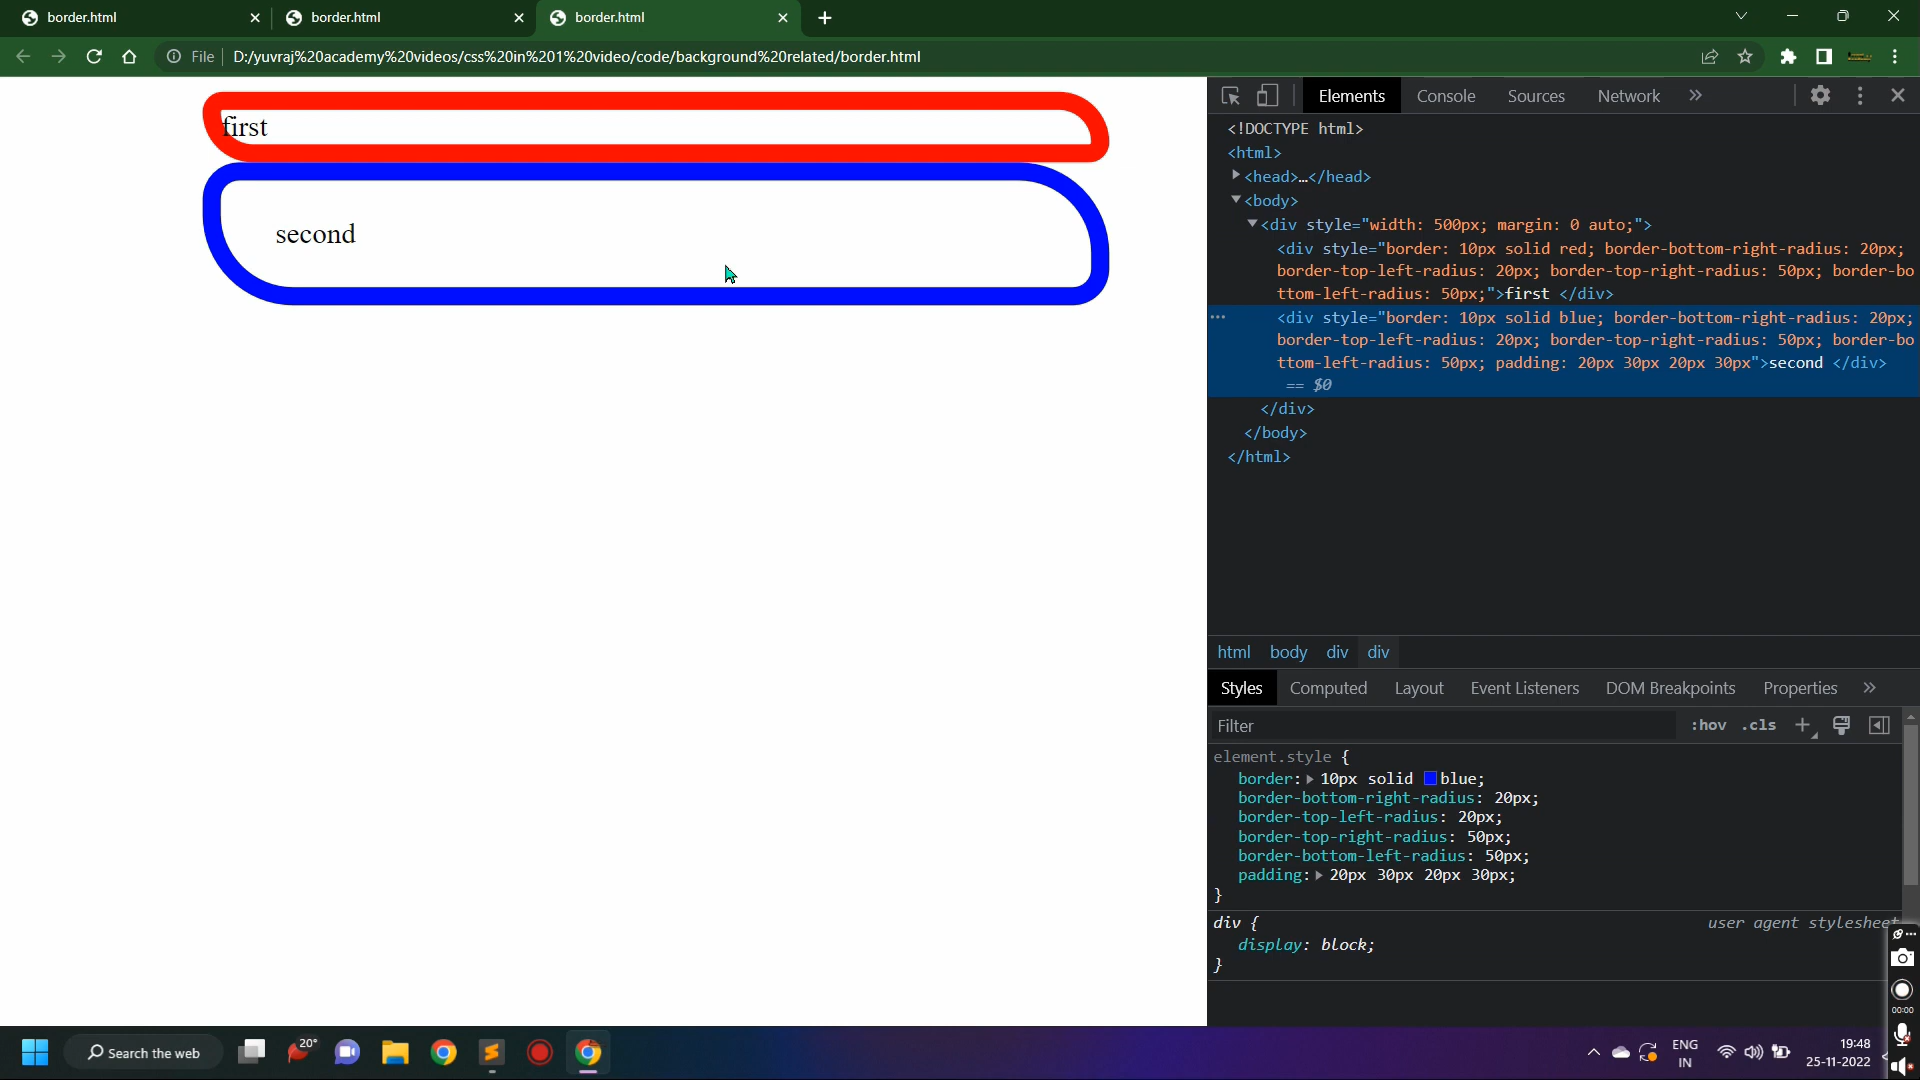 border.html
border.html
border.html
File
D:/yuvraj%20academy%20videos/css%20in%201%20video/code/background%20related/border.html
first
second
Elements
Console
Sources
Network
<!DOCTYPE html>
<html>
<head>…</head>
<body>
<div style="width: 500px; margin: 0 auto;">
<div style="border: 10px solid red; border-bottom-right-radius: 20px;
border-top-left-radius: 20px; border-top-right-radius: 50px; border-bo
ttom-left-radius: 50px;">first </div>
<div style="border: 10px solid blue; border-bottom-right-radius: 20px;
border-top-left-radius: 20px; border-top-right-radius: 50px; border-bo
ttom-left-radius: 50px; padding: 20px 30px 20px 30px">second </div>
== $0
</div>
</body>
</html>
html body div div
Styles
Computed
Layout
Event Listeners
DOM Breakpoints
Properties
Filter
:hov .cls
element.style {
border: 10px solid blue;
border-bottom-right-radius: 20px;
border-top-left-radius: 20px;
border-top-right-radius: 50px;
border-bottom-left-radius: 50px;
padding: 20px 30px 20px 30px;
}
div {
user agent stylesheet
display: block;
}
00:00
Search the web
20°
ENG
IN
19:48
25-11-2022